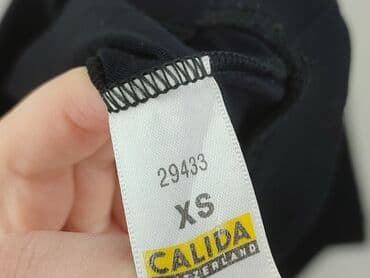 29433
XS
CALIDA
SWITZERLAND